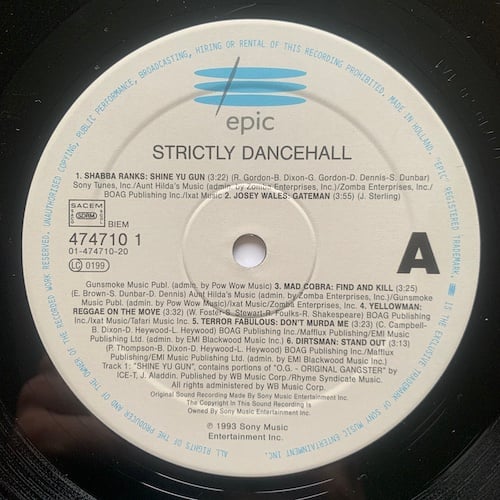 UNAUTHORISED COPYING, PUBLIC PERFORMANCE, BROADCASTING, HIRING OR RENTAL OF THIS RECORDING PROHIBITED. MADE IN HOLLAND. "EPIC" REGISTERED TRADEMARK.
IS THE EXCLUSIVE TRADEMARK OF SONY MUSIC ENTERTAINMENT INC.
ALL RIGHTS OF THE PRODUCER AND OF THE OWNER OF THE RECORDED WORK RESERVED.
epic
STRICTLY DANCEHALL
1. SHABBA RANKS: SHINE YU GUN (3:22) (R. Gordon-B. Dixon-G. Gordon-D. Dennis-S. Dunbar)
Sony Tunes, Inc./Aunt Hilda's Music (admin. by Zomba Enterprises, Inc.)/Zomba Enterprises, Inc./
BOAG Publishing Inc./Ixat Music 2. JOSEY WALES: GATEMAN (3:55) (J. Sterling)
SACEM
SDRM
BIEM
474710 1
01-474710-20
LC 0199
A
Gunsmoke Music Publ. (admin. by Pow Wow Music) 3. MAD COBRA: FIND AND KILL (3:25)
(E. Brown-S. Dunbar-D. Dennis) Aunt Hilda's Music (admin. by Zomba Enterprises, Inc.)/Gunsmoke
Music Publ. (admin. by Pow Wow Music)/Ixat Music/Zomba Enterprises, Inc. 4. YELLOWMAN:
REGGAE ON THE MOVE (3:32) (W. Foster-S. Stewart-R. Foulks-R. Shakespeare) BOAG Publishing
Inc./Ixat Music/Tafari Music Inc. 5. TERROR FABULOUS: DON'T MURDA ME (3:23) (C. Campbell-
B. Dixon-D. Heywood-L. Heywood) BOAG Publishing Inc./Mafflux Publishing/EMI Music
Publishing Ltd. (admin. by EMI Blackwood Music Inc.) 6. DIRTSMAN: STAND OUT (3:13)
(P. Thompson-B. Dixon-D. Heywood-L. Heywood) BOAG Publishing Inc./Mafflux
Publishing/EMI Music Publishing Ltd. (admin. by EMI Blackwood Music Inc.)
Track 1: "SHINE YU GUN", contains portions of "O.G. - ORIGINAL GANGSTER" by
ICE-T, J. Aladdin. Published by WB Music Corp./Rhyme Syndicate Music.
All rights administered by WB Music Corp.
Original Sound Recording Made By Sony Music Entertainment Inc.
The Copyright In This Sound Recording is
Owned By Sony Music Entertainment Inc.
℗ 1993 Sony Music
Entertainment Inc.